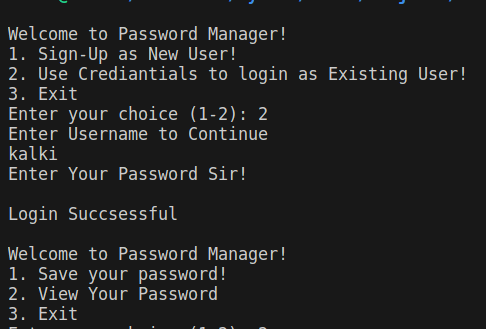 Welcome to Password Manager!
1. Sign-Up as New User!
2. Use Crediantials to login as Existing User!
3. Exit
Enter your choice (1-2): 2
Enter Username to Continue
kalki
Enter Your Password Sir!
Login Succsessful
Welcome to Password Manager!
1. Save your password!
2. View Your Password
3. Exit